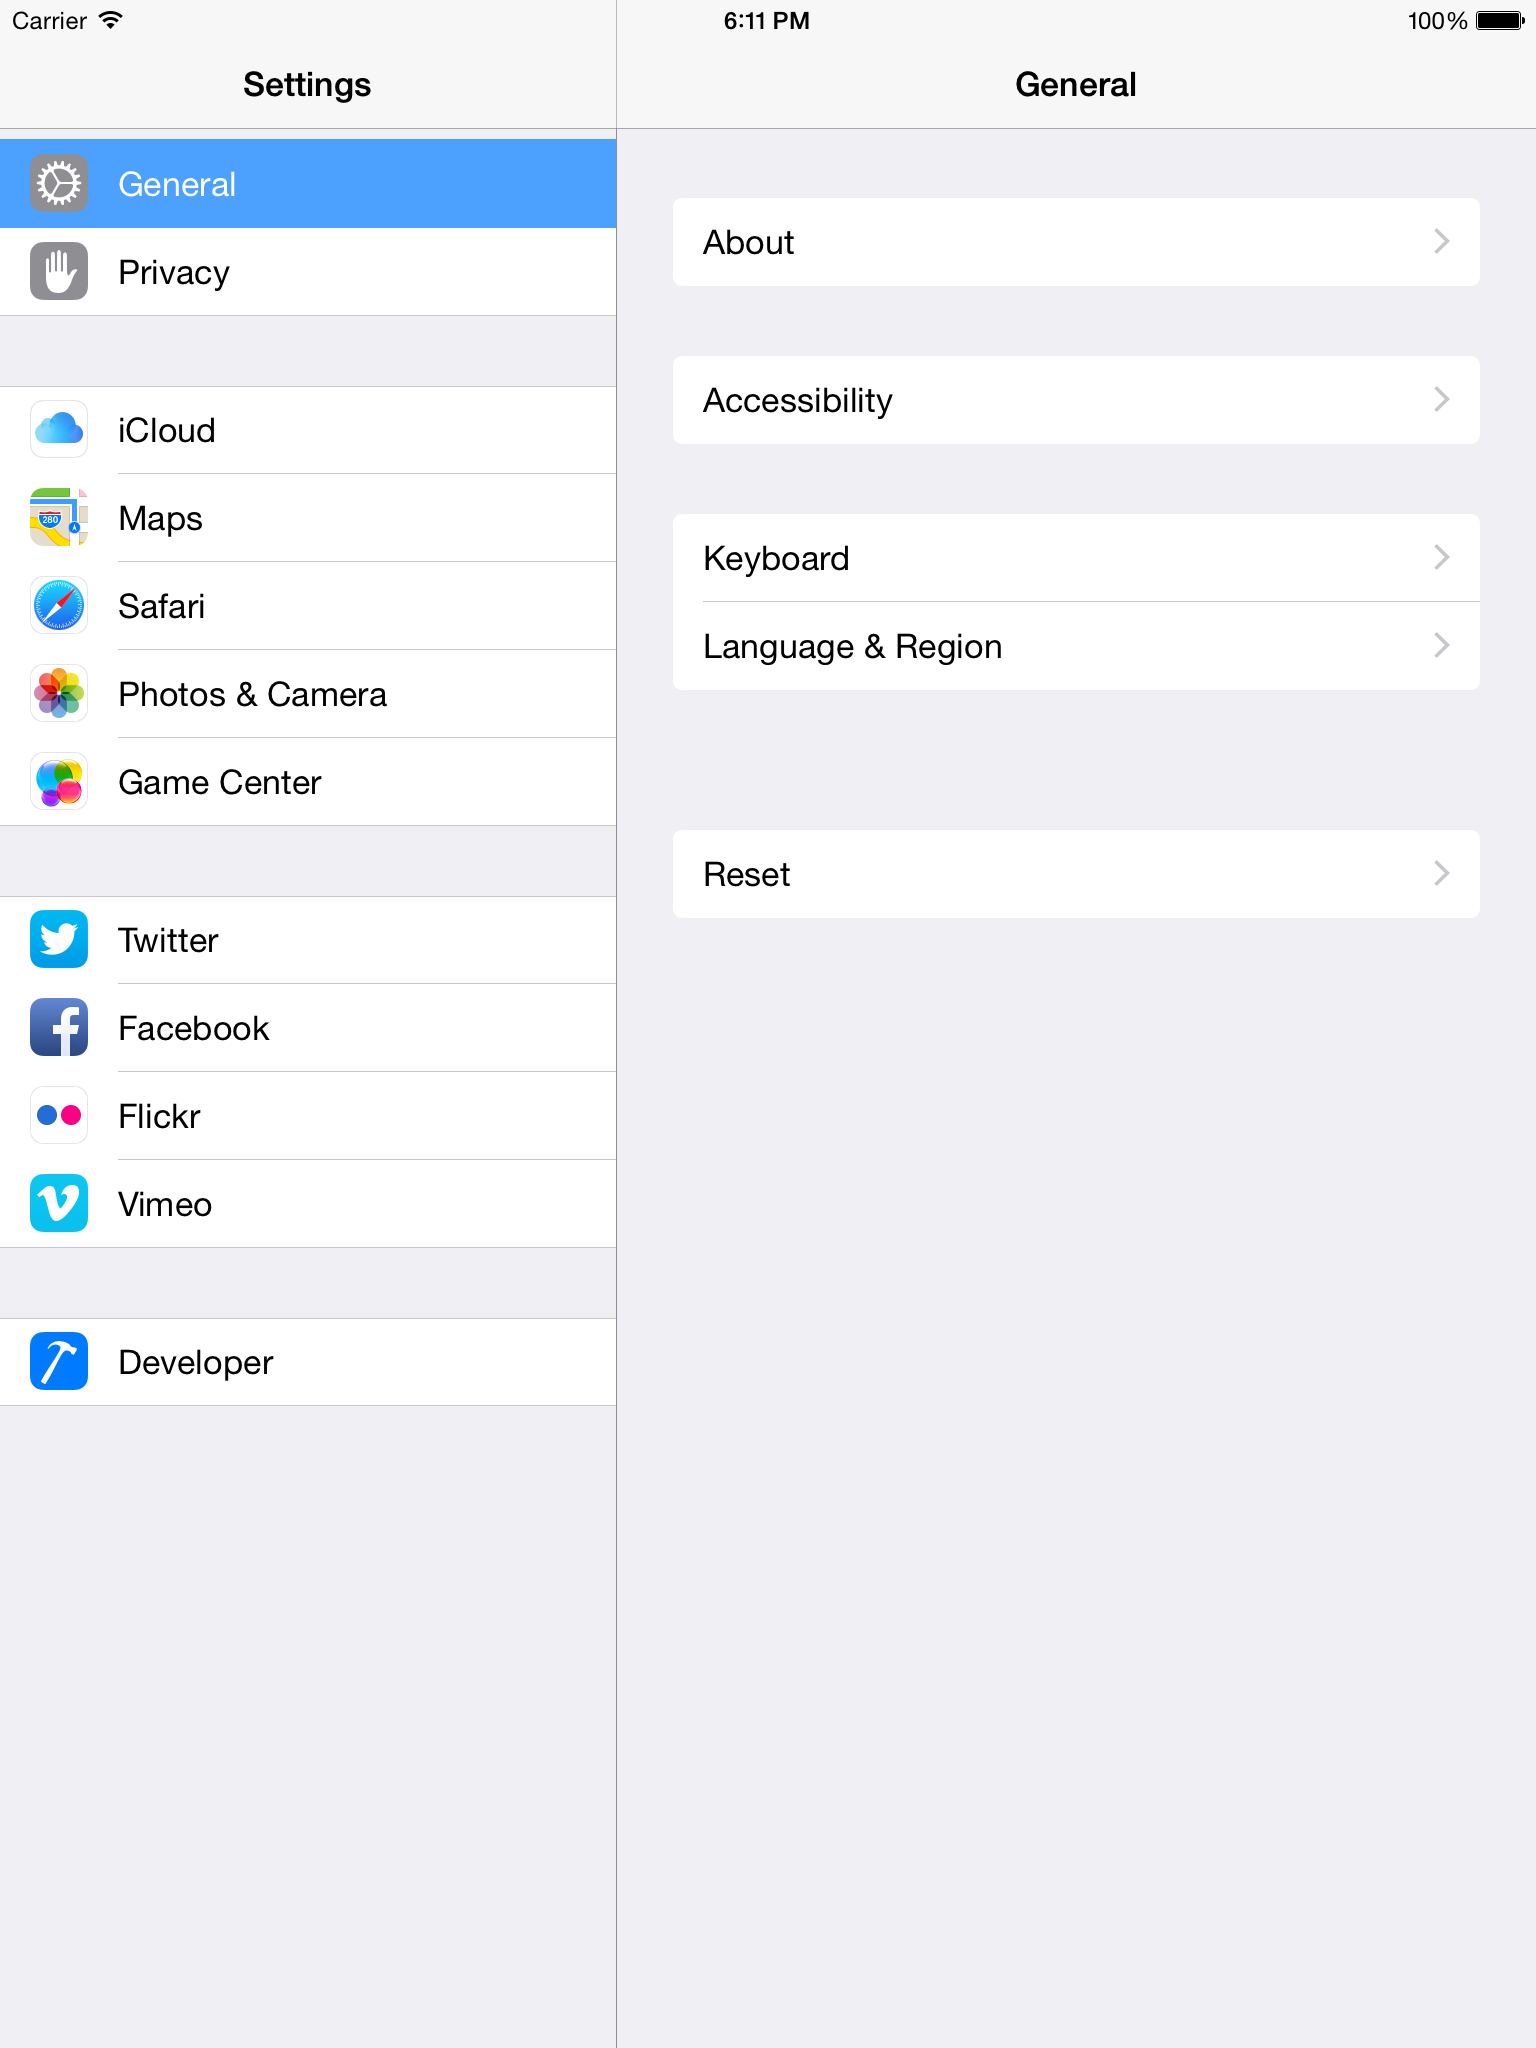 Carrier 6:11 PM 100%
Settings
General
General
Privacy
iCloud
Maps
280
Safari
Photos & Camera
Game Center
Twitter
Facebook
Flickr
Vimeo
Developer
About
Accessibility
Keyboard
Language & Region
Reset